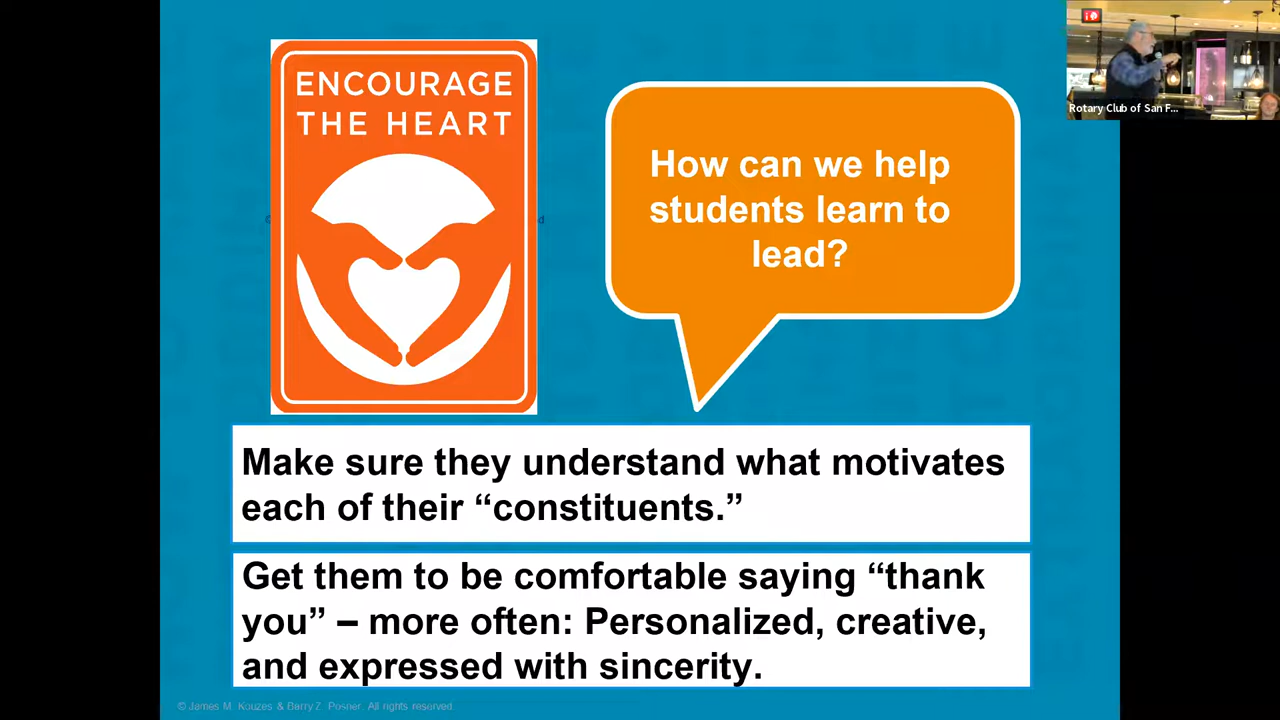 ENCOURAGE
THE HEART
How can we help
students learn to
lead?
Make sure they understand what motivates
each of their “constituents.”
Get them to be comfortable saying “thank
you” – more often: Personalized, creative,
and expressed with sincerity.
© James M. Kouzes & Barry Z. Posner. All rights reserved.
Rotary Club of San F...